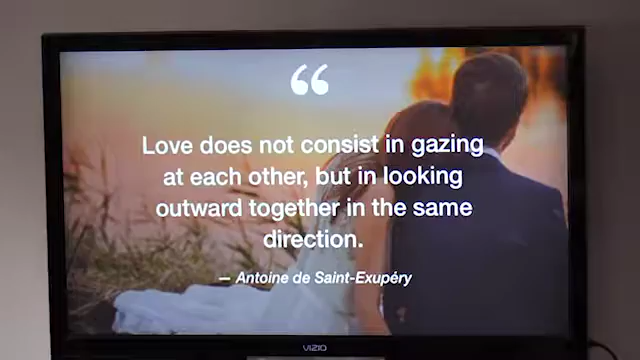 “
Love does not consist in gazing
at each other, but in looking
outward together in the same
direction.
— Antoine de Saint-Exupéry
VIZIO